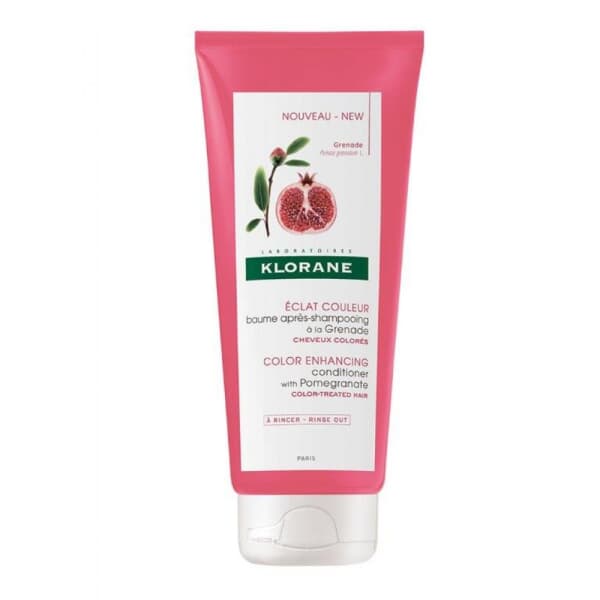 NOUVEAU - NEW
Grenade
LABORATOIRES
KLORANE
ÉCLAT COULEUR
baume après-shampooing
à la Grenade
CHEVEUX COLORÉS
COLOR ENHANCING
conditioner
with Pomegranate
COLOR-TREATED HAIR
À RINCER - RINSE OUT
PARIS